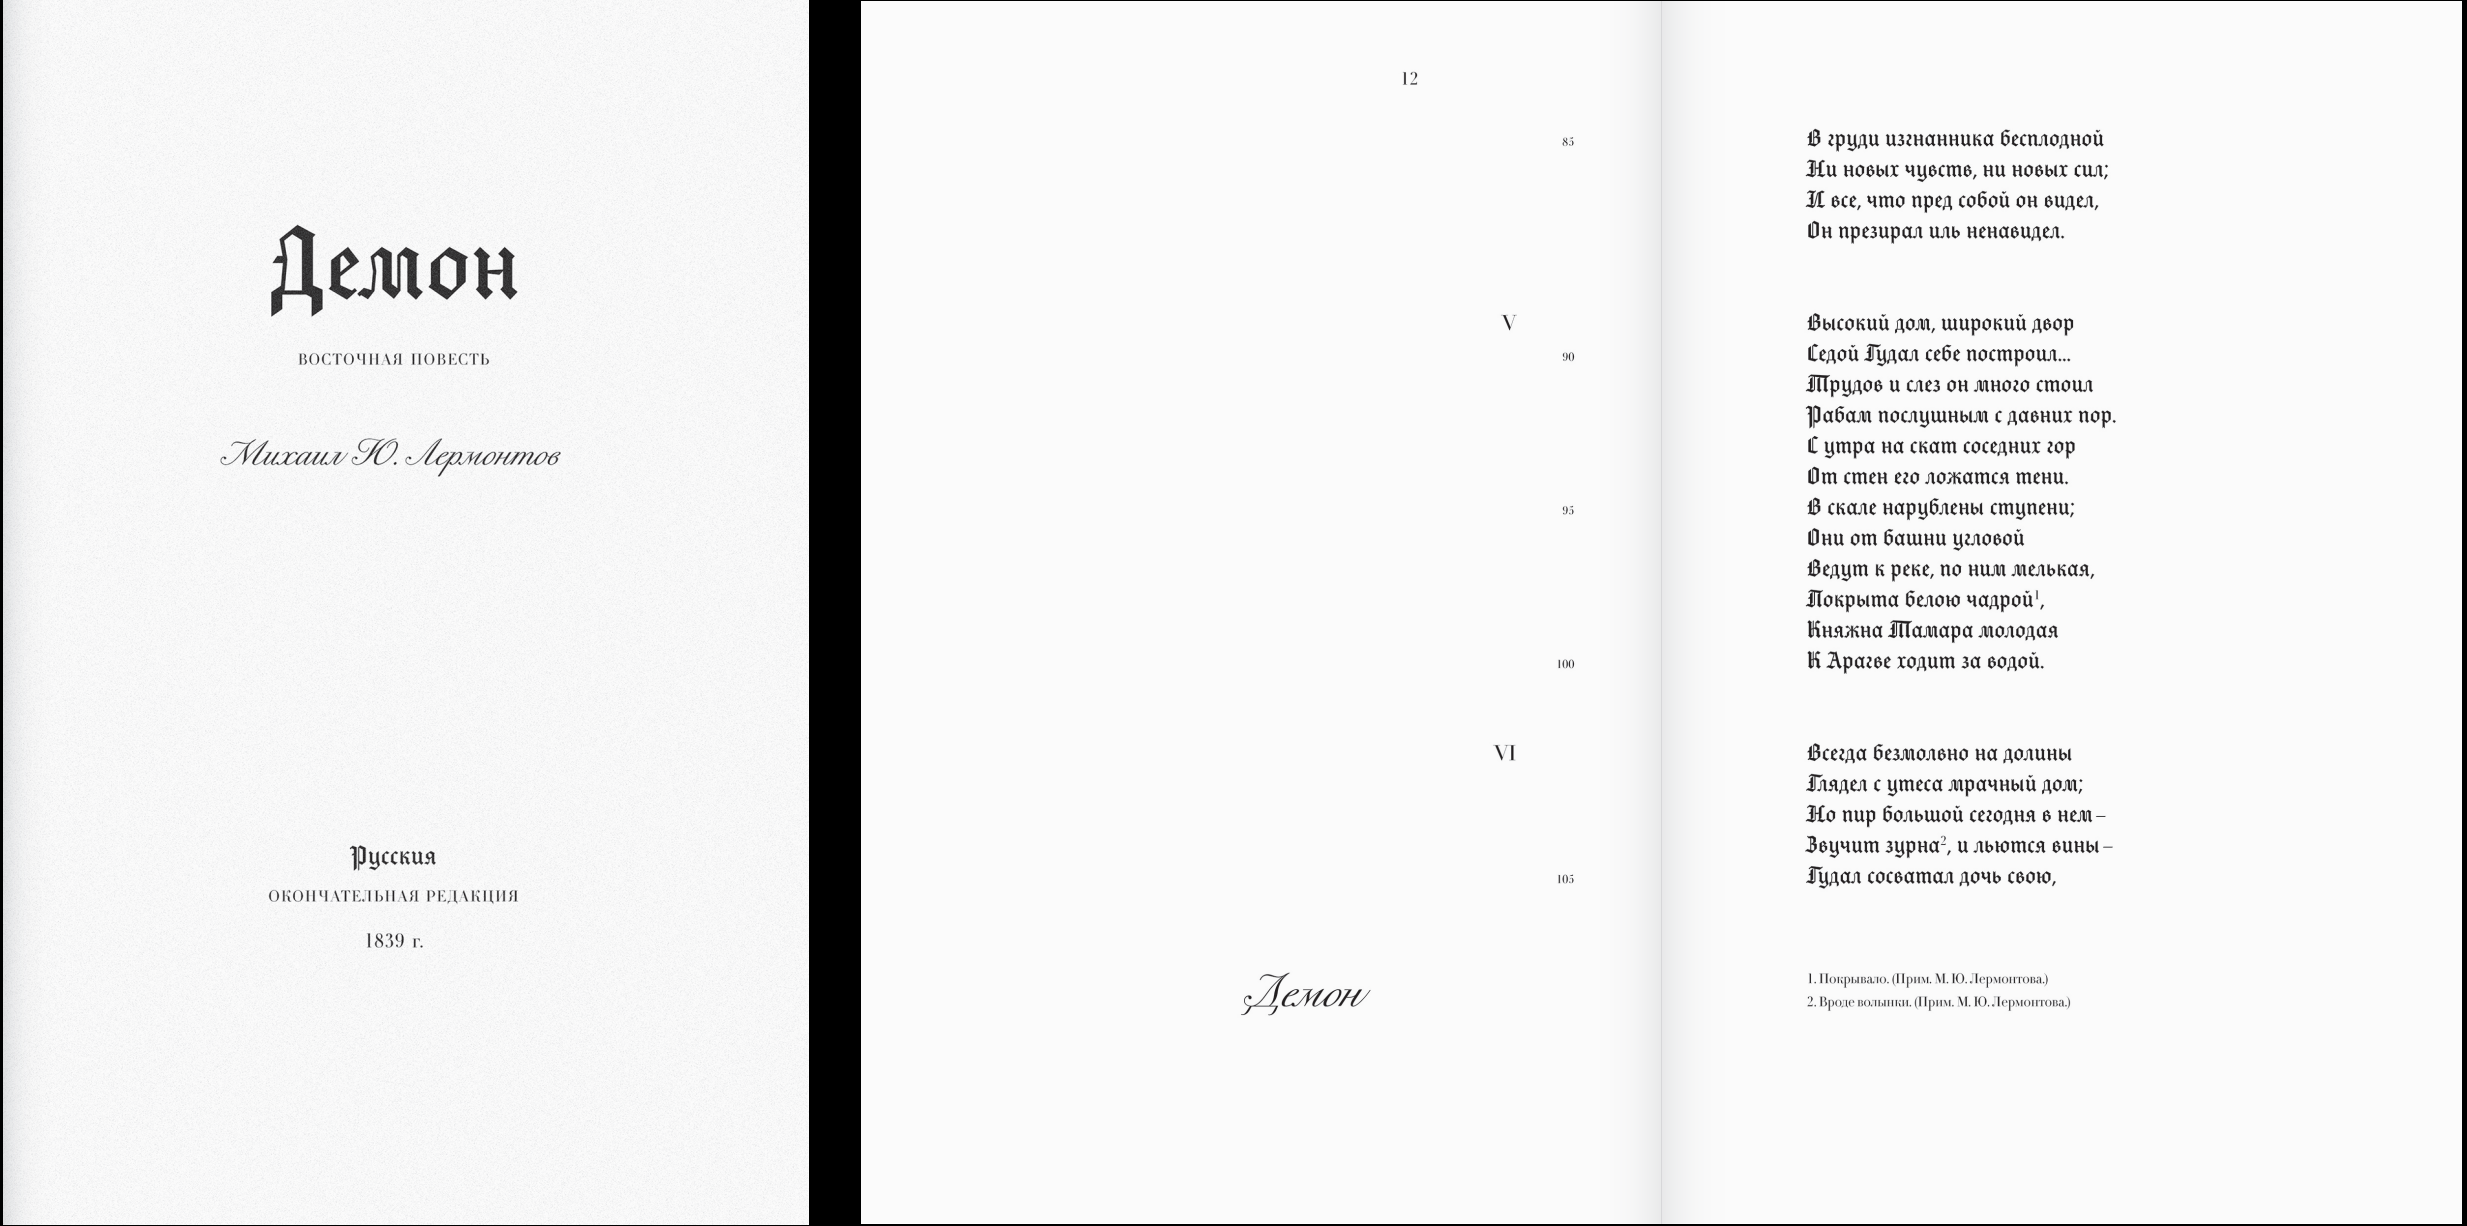 Демон
ВОСТОЧНАЯ ПОВЕСТЬ
Михаил Ю. Лермонтов
Русския
ОКОНЧАТЕЛЬНАЯ РЕДАКЦИЯ
1839 г.
12
85
V
90
95
100
VI
105
Демон
В груди изгнанника бесплодной
Ни новых чувств, ни новых сил;
И все, что пред собой он видел,
Он презирал иль ненавидел.
Высокий дом, широкий двор
Седой Гудал себе построил...
Трудов и слез он много стоил
Рабам послушным с давних пор.
С утра на скат соседних гор
От стен его ложатся тени.
В скале нарублены ступени;
Они от башни угловой
Ведут к реке, по ним мелькая,
Покрыта белою чадрой¹,
Княжна Тамара молодая
К Арагве ходит за водой.
Всегда безмолвно на долины
Глядел с утеса мрачный дом;
Но пир большой сегодня в нем –
Звучит зурна², и льются вины –
Гудал сосватал дочь свою,
1. Покрывало. (Прим. М. Ю. Лермонтова.)
2. Вроде волынки. (Прим. М. Ю. Лермонтова.)